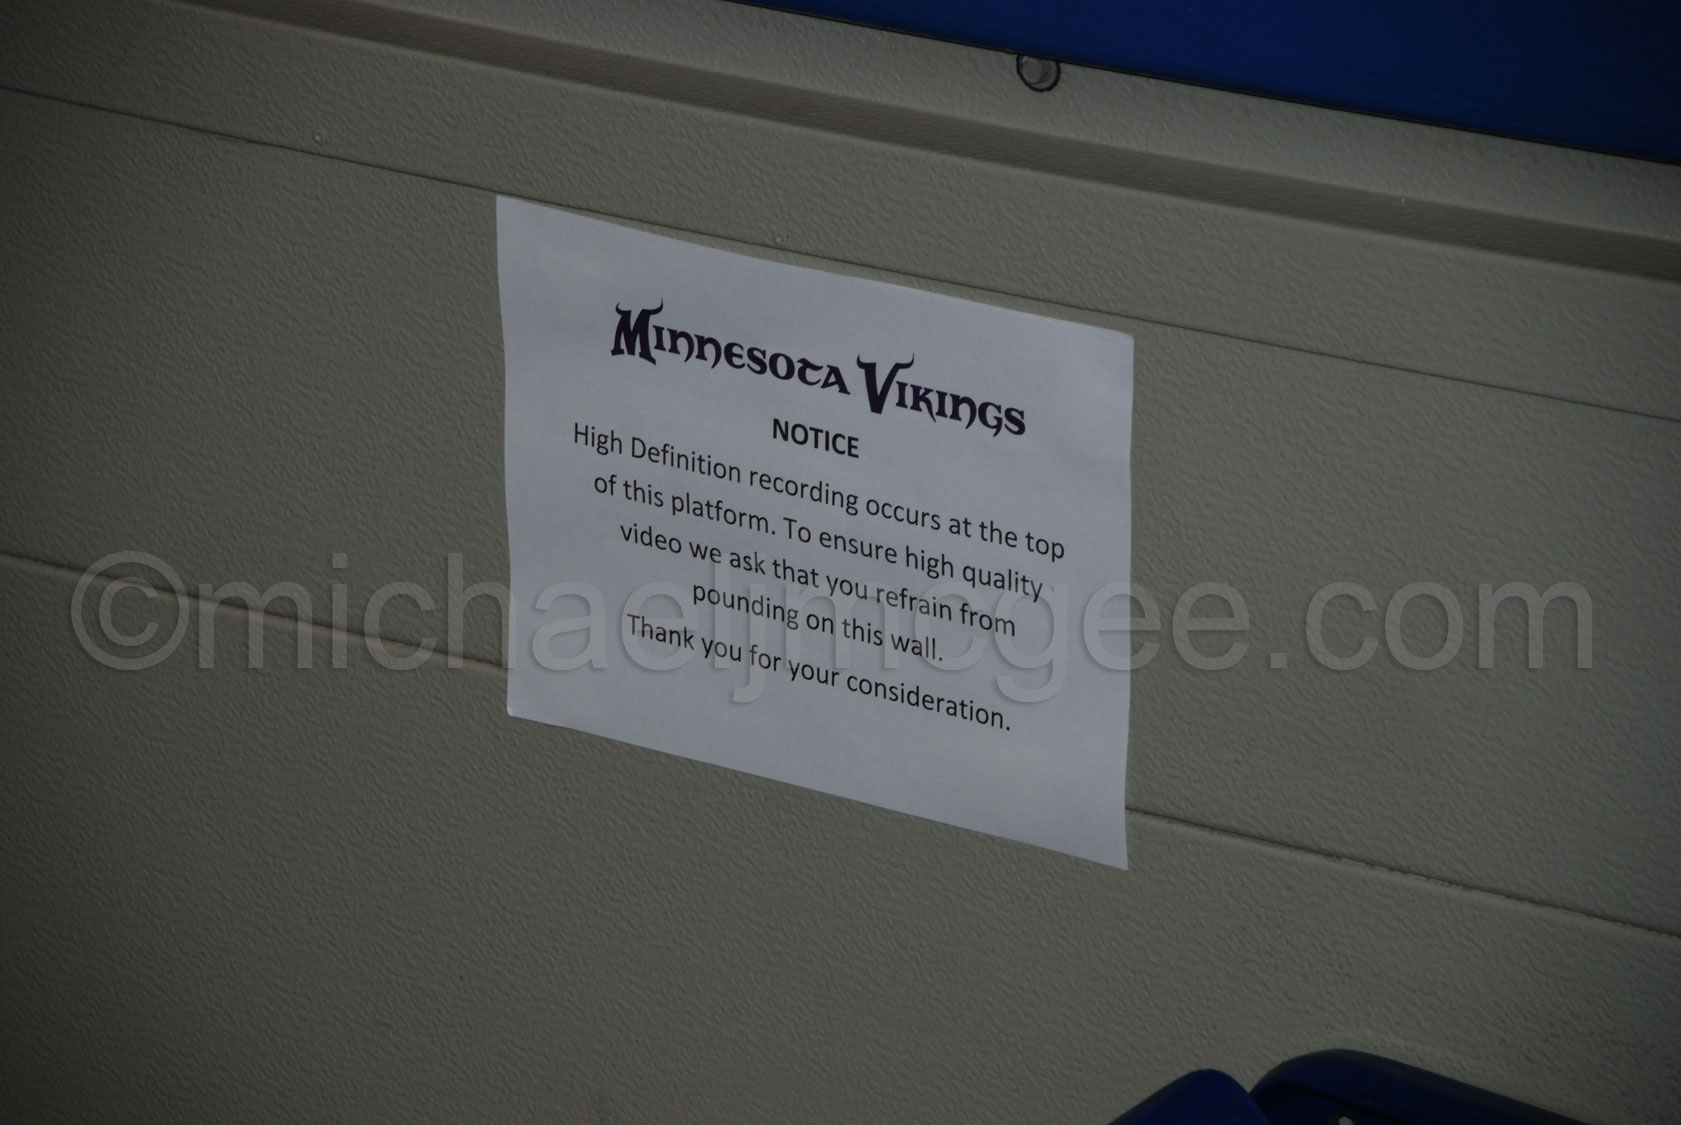 Minnesota Vikings
NOTICE
High Definition recording occurs at the top
of this platform. To ensure high quality
video we ask that you refrain from
pounding on this wall.
Thank you for your consideration.
©michaeljmcgee.com